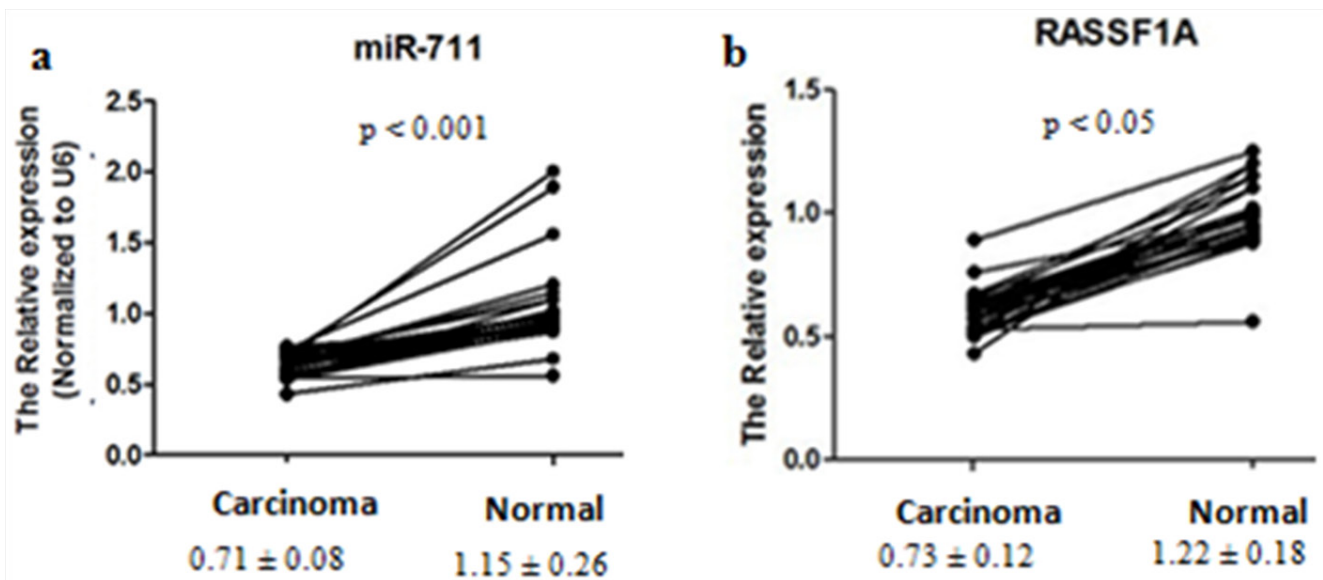 a
miR-711
p < 0.001
The Relative expression
(Normalized to U6)
2.5
2.0
1.5
1.0
0.5
0.0
Carcinoma
Normal
0.71 ± 0.08
1.15 ± 0.26
b
RASSF1A
p < 0.05
The Relative expression
1.5
1.0
0.5
0.0
Carcinoma
Normal
0.73 ± 0.12
1.22 ± 0.18